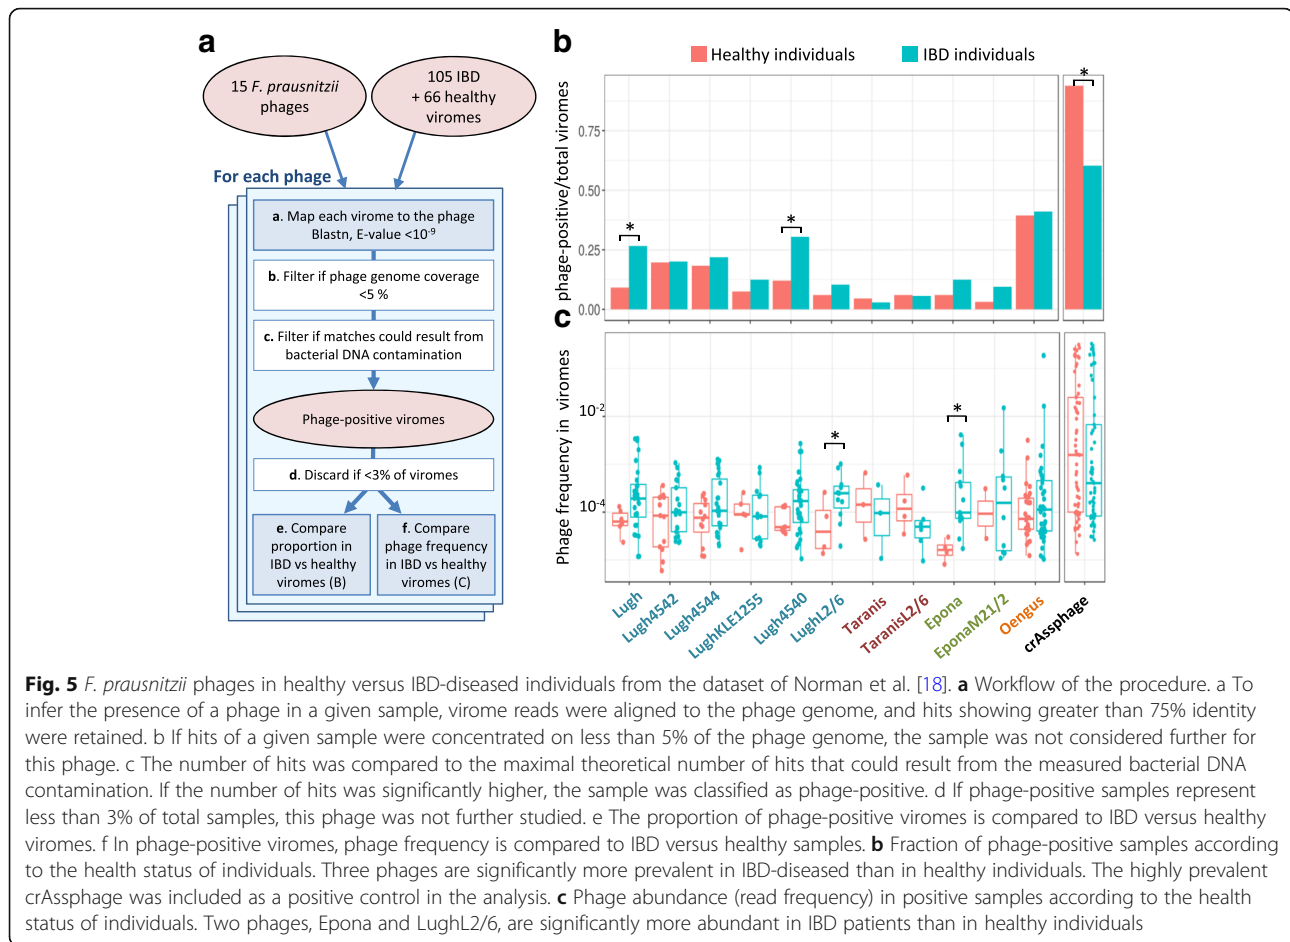 a
15 F. prausnitzii
phages
105 IBD
+ 66 healthy
viromes
For each phage
a. Map each virome to the phage
Blastn, E-value <10-9
b. Filter if phage genome coverage
<5 %
c. Filter if matches could result from
bacterial DNA contamination
Phage-positive viromes
d. Discard if <3% of viromes
e. Compare
proportion in
IBD vs healthy
viromes (B)
f. Compare
phage frequency
in IBD vs healthy
viromes (C)
b
Healthy individuals
IBD individuals
phage-positive/total viromes
0.75
0.50
0.25
0.00
*
*
*
c
Phage frequency in viromes
10-2
10-4
*
*
Lugh
Lugh4542
Lugh4544
LughKLE1255
Lugh4540
LughL2/6
Taranis
TaranisL2/6
Epona
EponaM21/2
Oengus
crAssphage
Fig. 5 F. prausnitzii phages in healthy versus IBD-diseased individuals from the dataset of Norman et al. [18]. a Workflow of the procedure. a To
infer the presence of a phage in a given sample, virome reads were aligned to the phage genome, and hits showing greater than 75% identity
were retained. b If hits of a given sample were concentrated on less than 5% of the phage genome, the sample was not considered further for
this phage. c The number of hits was compared to the maximal theoretical number of hits that could result from the measured bacterial DNA
contamination. If the number of hits was significantly higher, the sample was classified as phage-positive. d If phage-positive samples represent
less than 3% of total samples, this phage was not further studied. e The proportion of phage-positive viromes is compared to IBD versus healthy
viromes. f In phage-positive viromes, phage frequency is compared to IBD versus healthy samples. b Fraction of phage-positive samples according
to the health status of individuals. Three phages are significantly more prevalent in IBD-diseased than in healthy individuals. The highly prevalent
crAssphage was included as a positive control in the analysis. c Phage abundance (read frequency) in positive samples according to the health
status of individuals. Two phages, Epona and LughL2/6, are significantly more abundant in IBD patients than in healthy individuals